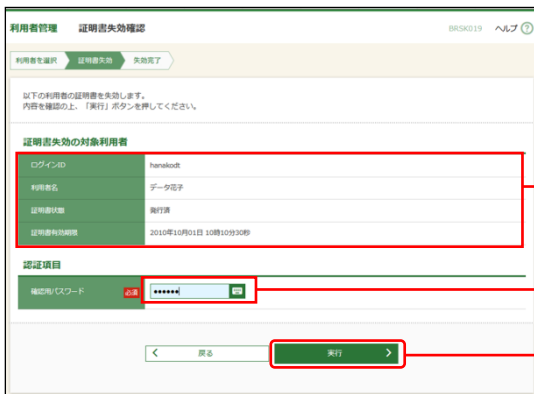 利用者管理 証明書失効確認 BRSK019 ヘルプ ?
利用者を選択 証明書失効 失効完了
以下の利用者の証明書を失効します。
内容を確認の上、「実行」ボタンを押してください。
証明書失効の対象利用者
ログインID hanakodt
利用者名 データ花子
証明書状態 発行済
証明書有効期限 2010年10月01日 10時10分30秒
認証項目
確認用パスワード 必須 ••••••
戻る 実行